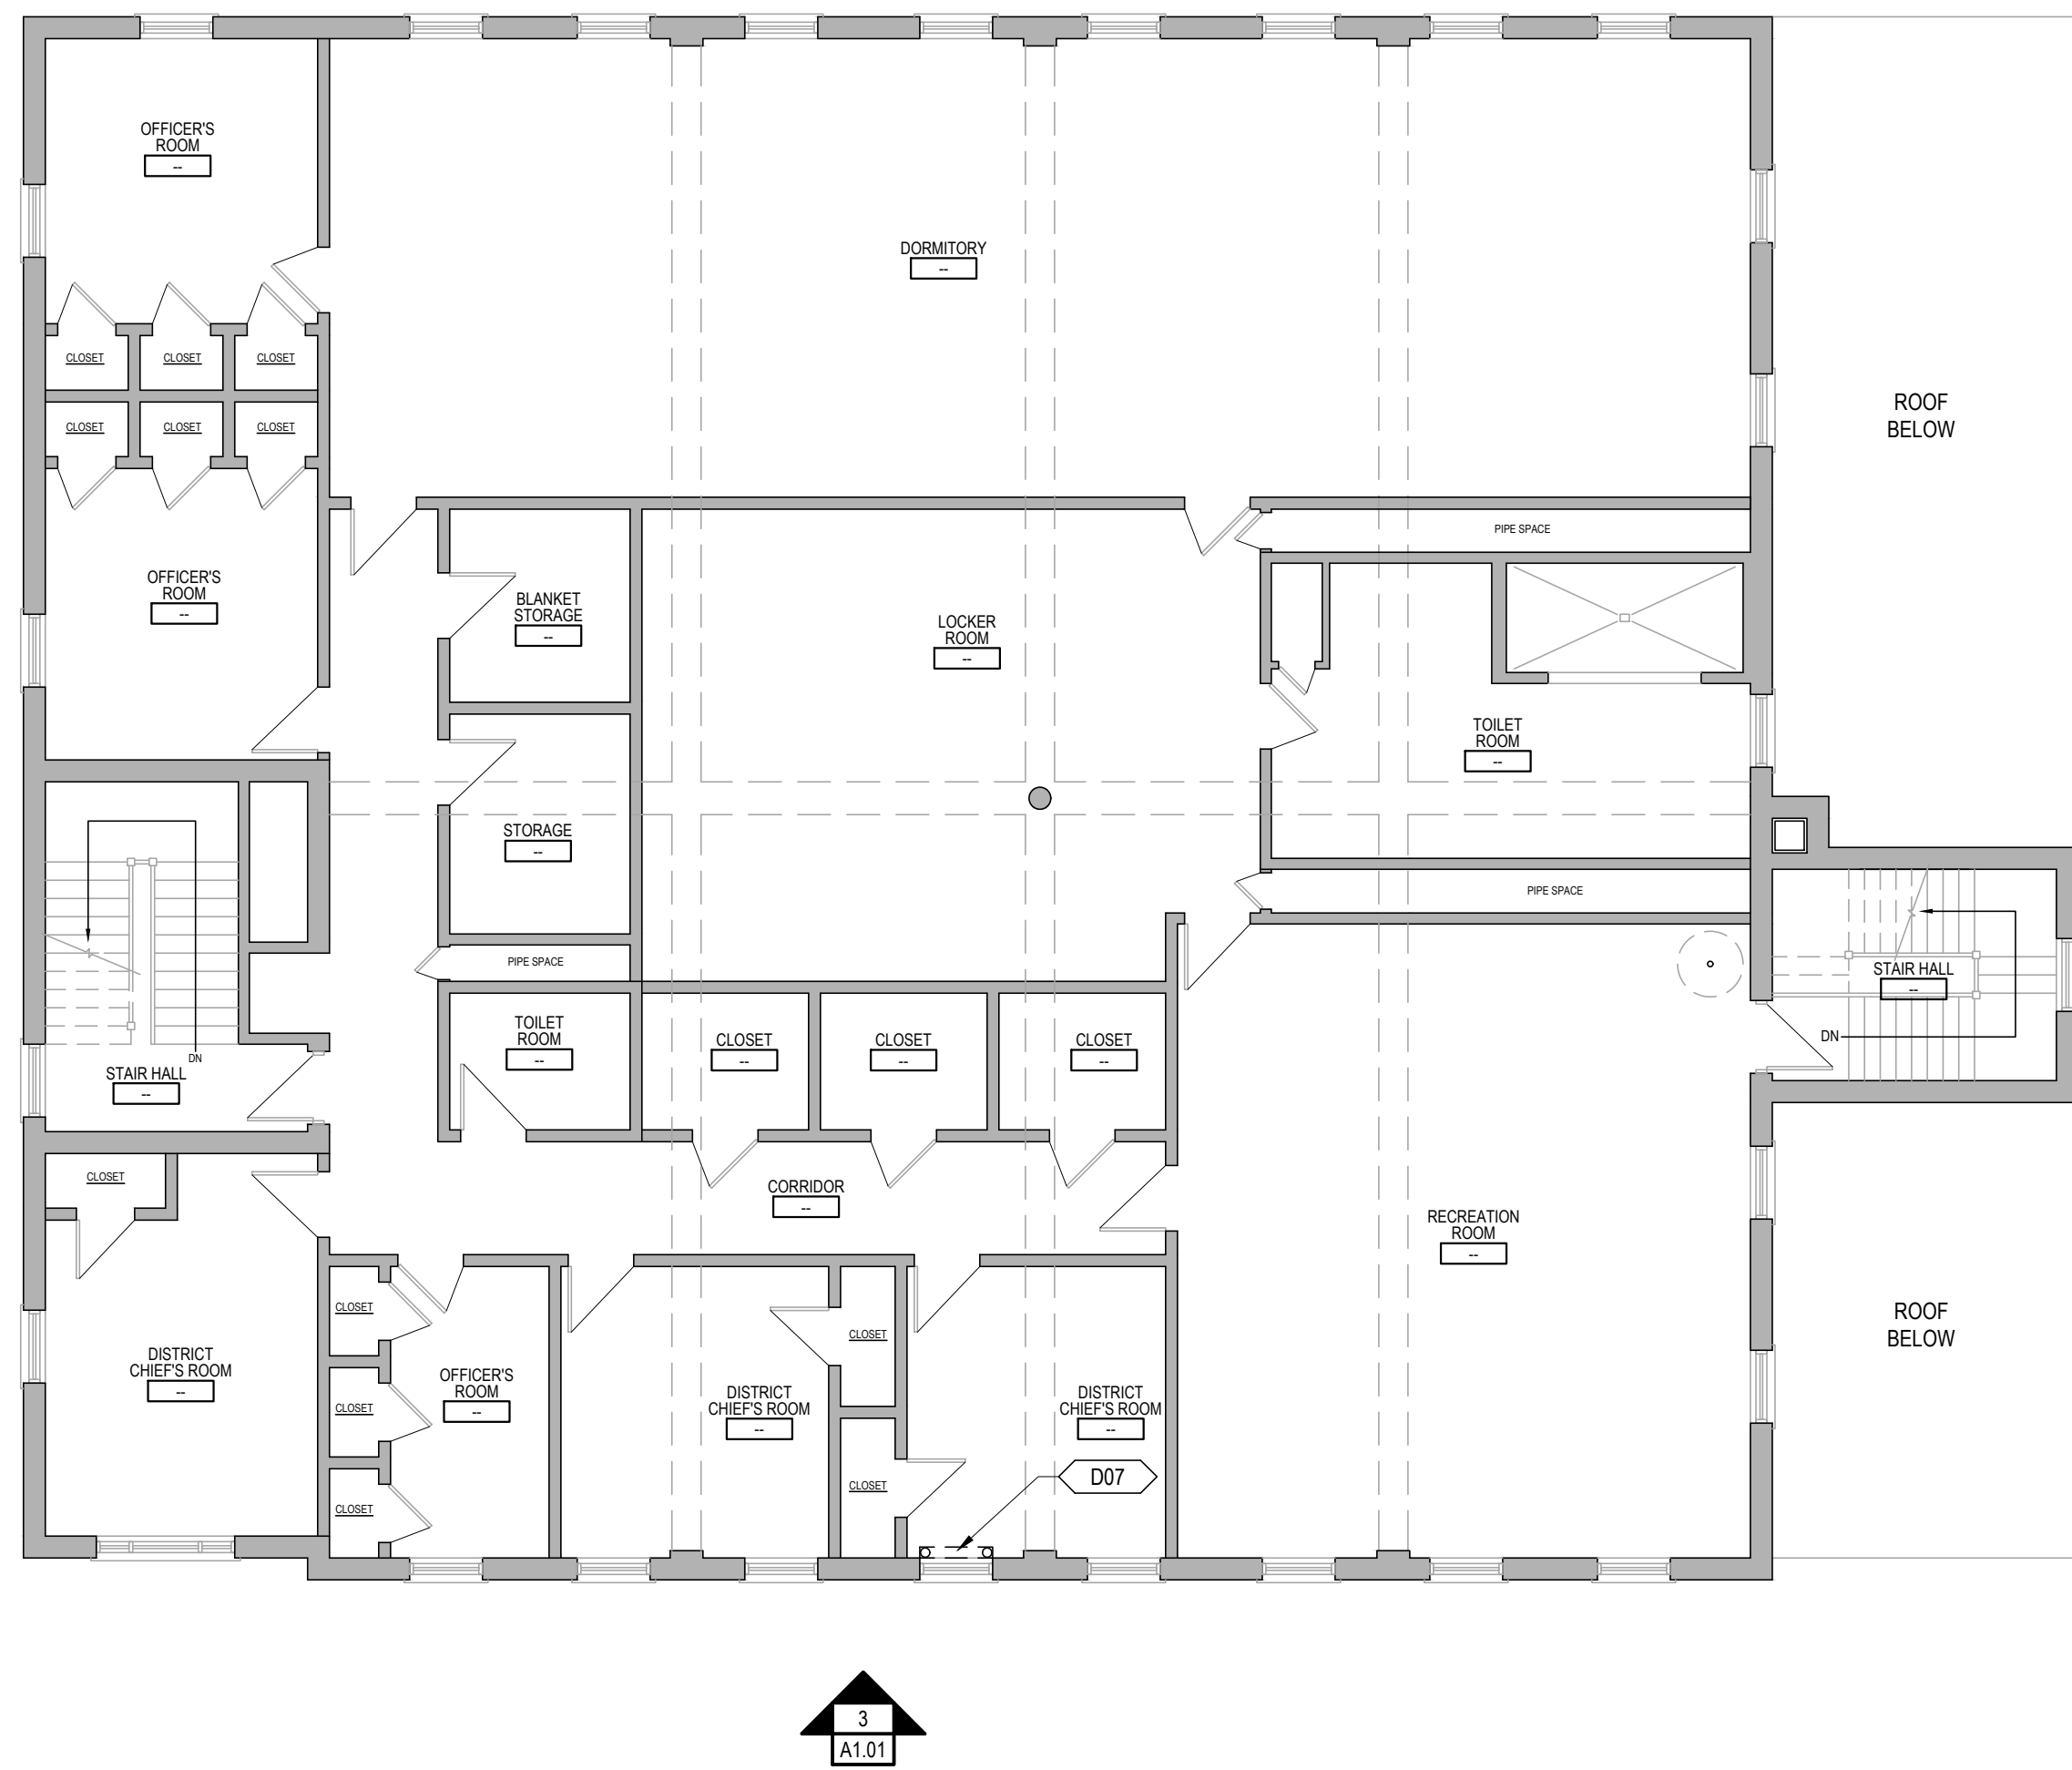 OFFICER'S
ROOM
--
DORMITORY
--
CLOSET
CLOSET
CLOSET
ROOF
BELOW
CLOSET
CLOSET
CLOSET
PIPE SPACE
OFFICER'S
ROOM
--
BLANKET
STORAGE
--
LOCKER
ROOM
--
TOILET
ROOM
--
STORAGE
--
PIPE SPACE
PIPE SPACE
STAIR HALL
--
DN
TOILET
ROOM
--
CLOSET
--
CLOSET
--
CLOSET
--
DN
STAIR HALL
--
CLOSET
CORRIDOR
--
RECREATION
ROOM
--
CLOSET
CLOSET
ROOF
BELOW
DISTRICT
CHIEF'S ROOM
--
OFFICER'S
ROOM
--
CLOSET
DISTRICT
CHIEF'S ROOM
--
DISTRICT
CHIEF'S ROOM
--
D07
CLOSET
CLOSET
3
A1.01